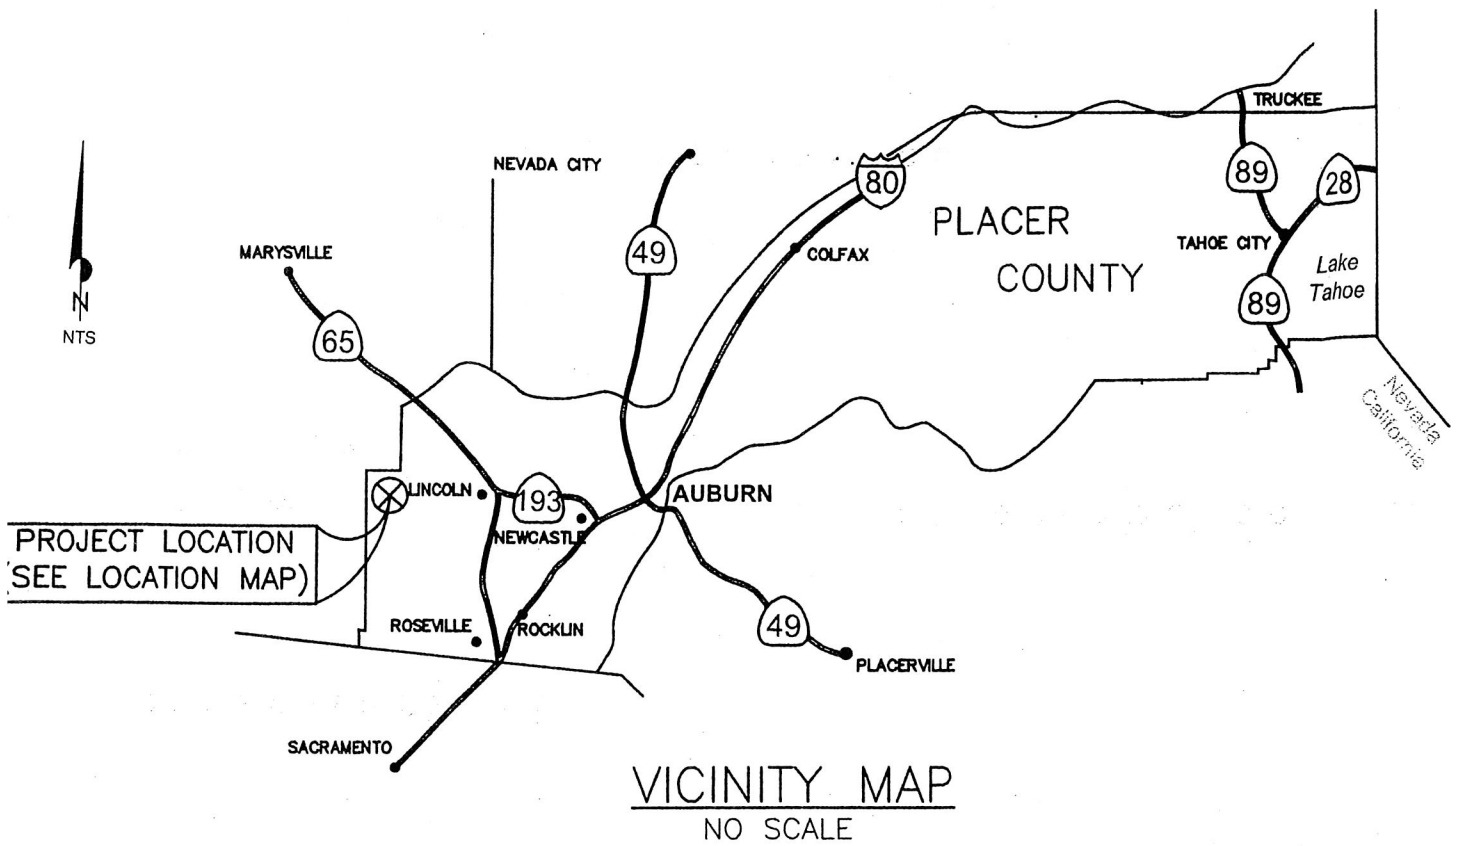 TRUCKEE
NEVADA CITY
89
28
80
PLACER
COUNTY
49
MARYSVILLE
COLFAX
TAHOE CITY
Lake
Tahoe
N
NTS
89
65
Nevada
California
LINCOLN
193
AUBURN
NEWCASTLE
PROJECT LOCATION
(SEE LOCATION MAP)
ROSEVILLE
ROCKLIN
49
PLACERVILLE
SACRAMENTO
VICINITY MAP
NO SCALE